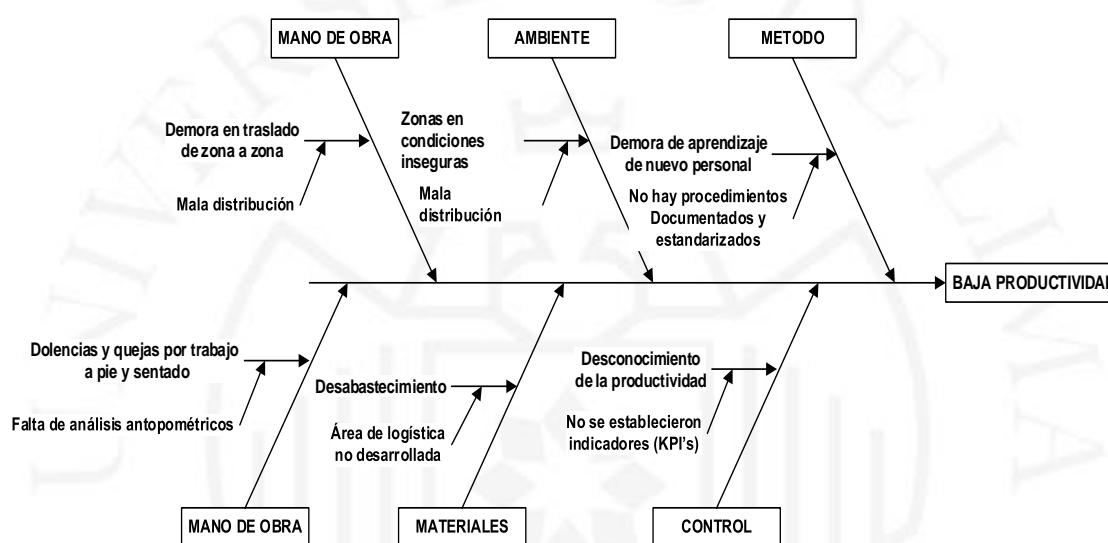 MANO DE OBRA
AMBIENTE
METODO
Demora en traslado
de zona a zona
Mala distribución
Zonas en
condiciones
inseguras
Mala
distribución
Demora de aprendizaje
de nuevo personal
No hay procedimientos
Documentados y
estandarizados
BAJA PRODUCTIVIDAD
Dolencias y quejas por trabajo
a pie y sentado
Falta de análisis antopométricos
Desabastecimiento
Área de logística
no desarrollada
Desconocimiento
de la productividad
No se establecieron
indicadores (KPI's)
MANO DE OBRA
MATERIALES
CONTROL
UNIVERSIDAD DE LIMA